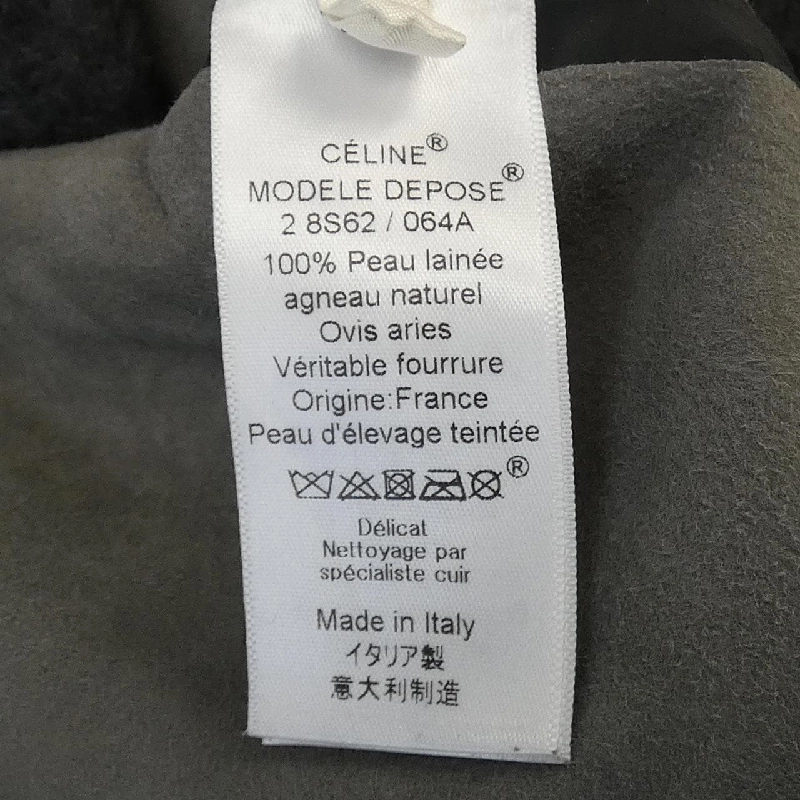 CÉLINE®
MODELE DEPOSE®
2 8S62 / 064A
100% Peau lainée
agneau naturel
Ovis aries
Véritable fourrure
Origine:France
Peau d'élevage teintée
®
Délicat
Nettoyage par
spécialiste cuir
Made in Italy
イタリア製
意大利制造